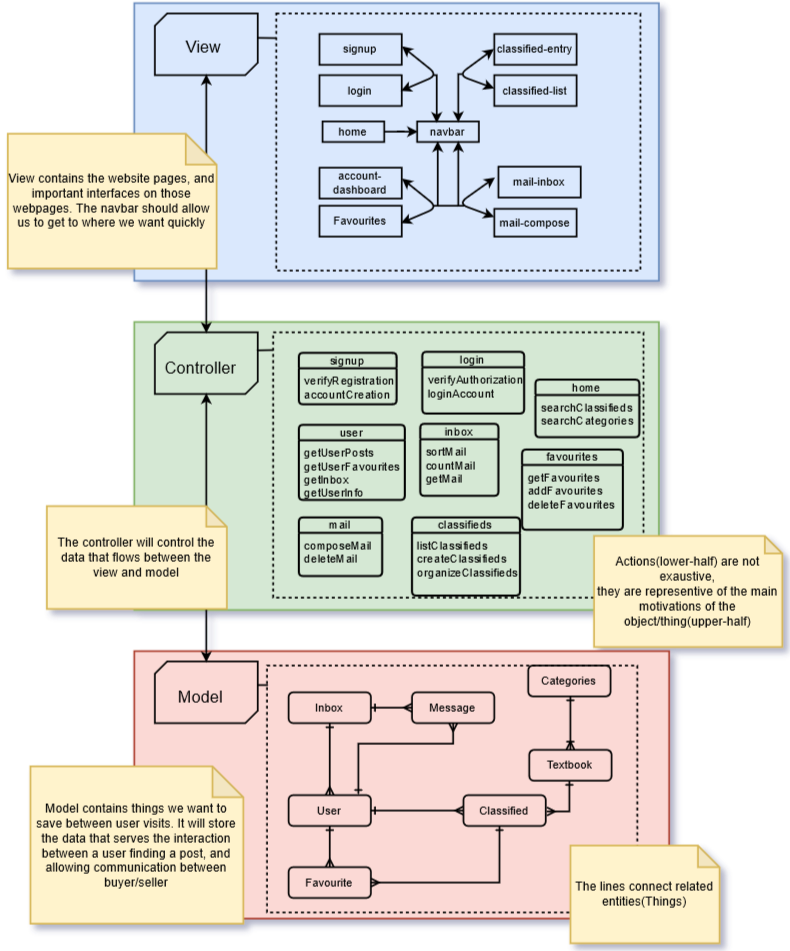 View
signup
classified-entry
login
classified-list
home
navbar
account-
dashboard
mail-inbox
Favourites
mail-compose
View contains the website pages, and
important interfaces on those
webpages. The navbar should allow
us to get to where we want quickly
Controller
signup
verifyRegistration
accountCreation
login
verifyAuthorization
loginAccount
home
searchClassifieds
searchCategories
user
getUserPosts
getUserFavourites
getInbox
getUserInfo
inbox
sortMail
countMail
getMail
favourites
getFavourites
addFavourites
deleteFavourites
mail
composeMail
deleteMail
classifieds
listClassifieds
createClassifieds
organizeClassifieds
The controller will control the
data that flows between the
view and model
Actions(lower-half) are not
exaustive,
they are representive of the main
motivations of the
object/thing(upper-half)
Model
Categories
Inbox
Message
Textbook
User
Classified
Favourite
Model contains things we want to
save between user visits. It will store
the data that serves the interaction
between a user finding a post, and
allowing communication between
buyer/seller
The lines connect related
entities(Things)